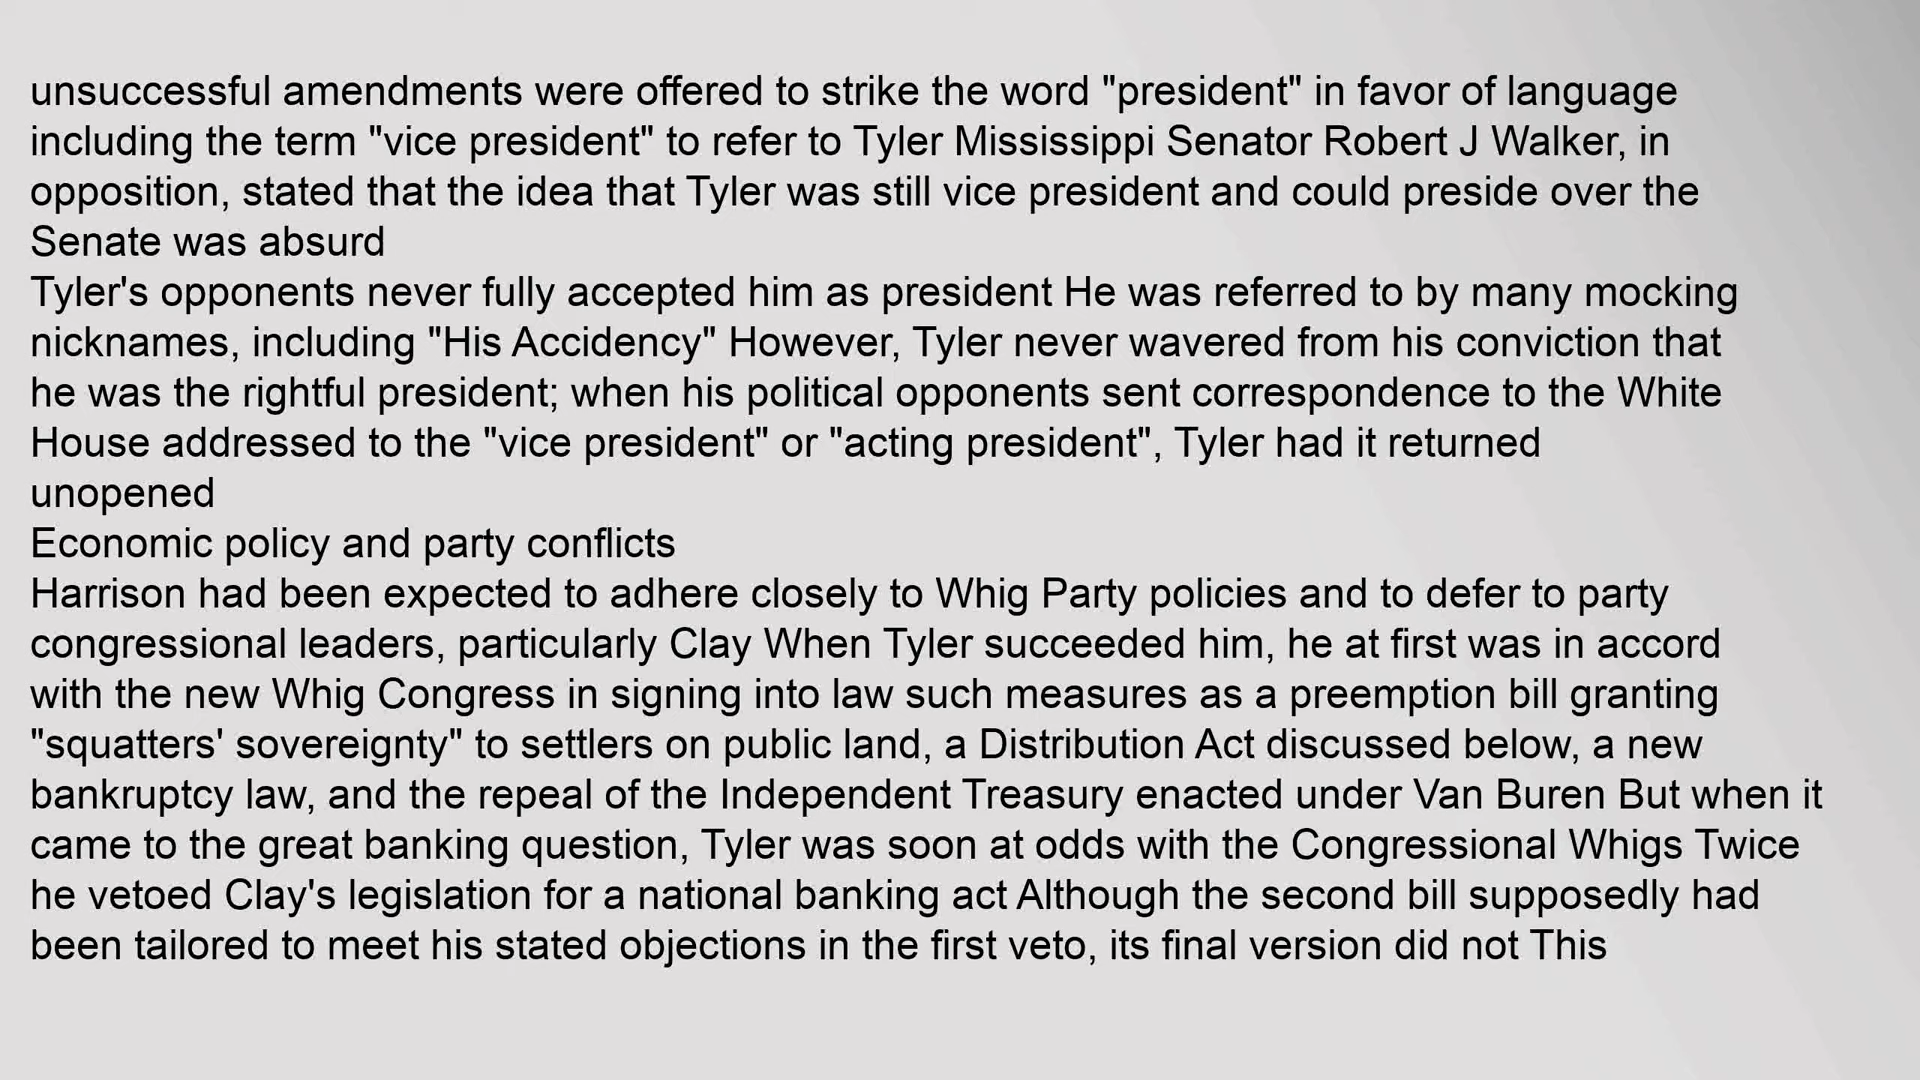 unsuccessful amendments were offered to strike the word "president" in favor of language
including the term "vice president" to refer to Tyler Mississippi Senator Robert J Walker, in
opposition, stated that the idea that Tyler was still vice president and could preside over the
Senate was absurd
Tyler's opponents never fully accepted him as president He was referred to by many mocking
nicknames, including "His Accidency" However, Tyler never wavered from his conviction that
he was the rightful president; when his political opponents sent correspondence to the White
House addressed to the "vice president" or "acting president", Tyler had it returned
unopened
Economic policy and party conflicts
Harrison had been expected to adhere closely to Whig Party policies and to defer to party
congressional leaders, particularly Clay When Tyler succeeded him, he at first was in accord
with the new Whig Congress in signing into law such measures as a preemption bill granting
"squatters' sovereignty" to settlers on public land, a Distribution Act discussed below, a new
bankruptcy law, and the repeal of the Independent Treasury enacted under Van Buren But when it
came to the great banking question, Tyler was soon at odds with the Congressional Whigs Twice
he vetoed Clay's legislation for a national banking act Although the second bill supposedly had
been tailored to meet his stated objections in the first veto, its final version did not This